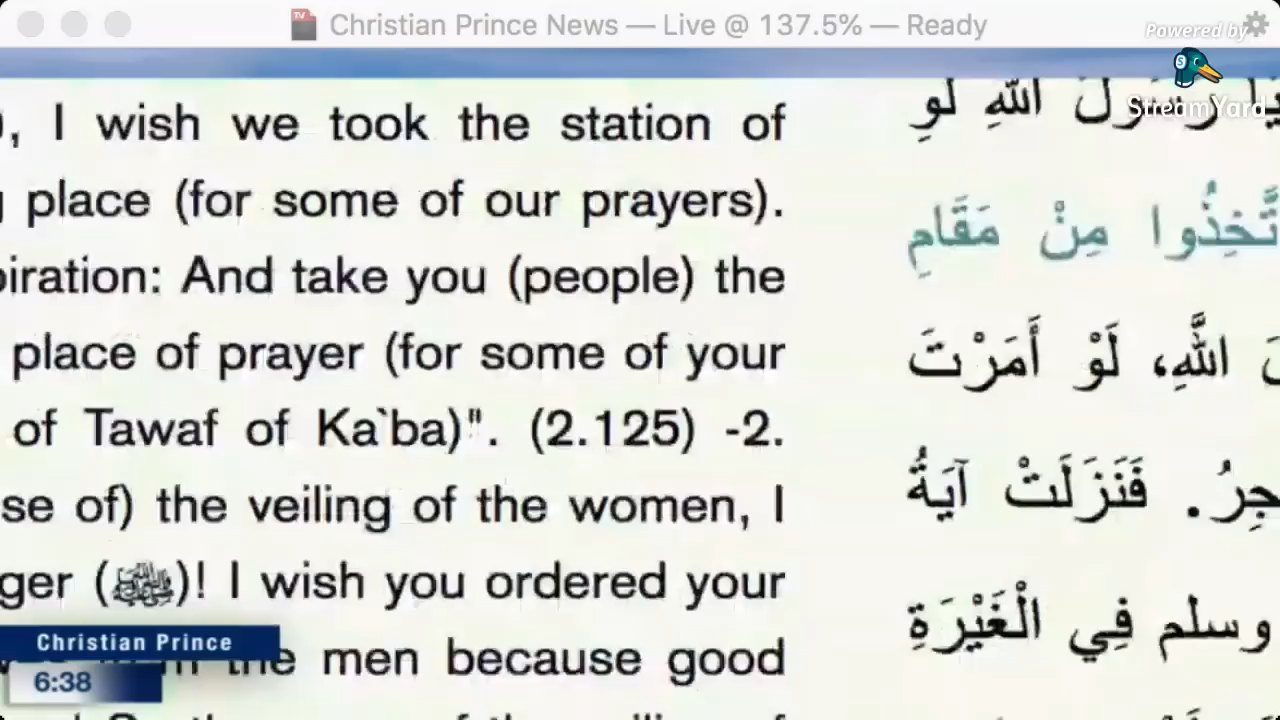 Christian Prince News — Live @ 137.5% — Ready
Powered by
StreamYard
, I wish we took the station of
place (for some of our prayers).
piration: And take you (people) the
place of prayer (for some of your
of Tawaf of Ka`ba)". (2.125) -2.
se of) the veiling of the women, I
ger (ﷺ)! I wish you ordered your
the men because good
اللَّهِ لَوِ
تَّخِذُوا مِنْ مَقَامِ
اللَّهِ، لَوْ أَمَرْتَ
جِرُ. فَنَزَلَتْ آيَةُ
وسلم فِي الْغَيْرَةِ
Christian Prince
6:38